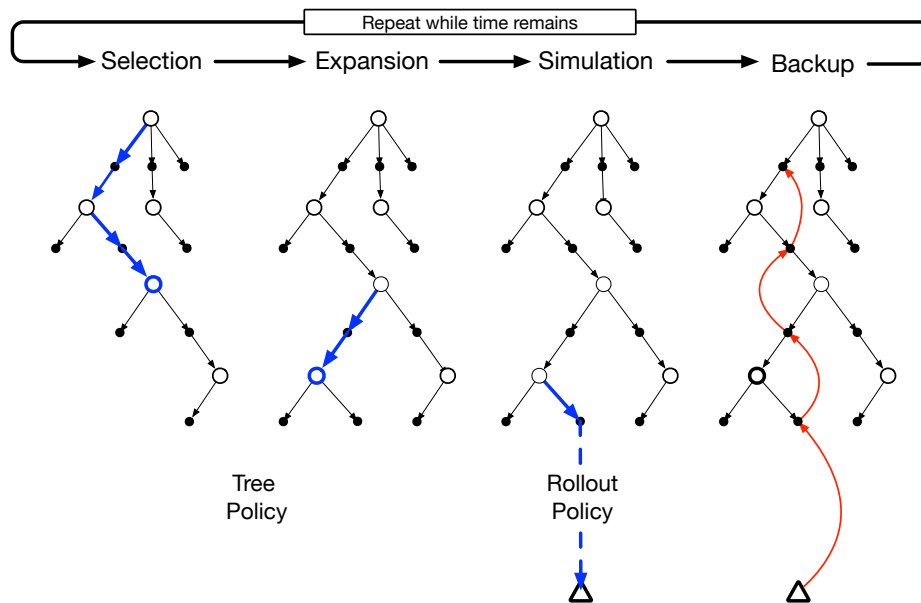 Repeat while time remains
Selection
Expansion
Simulation
Backup
Tree
Policy
Rollout
Policy